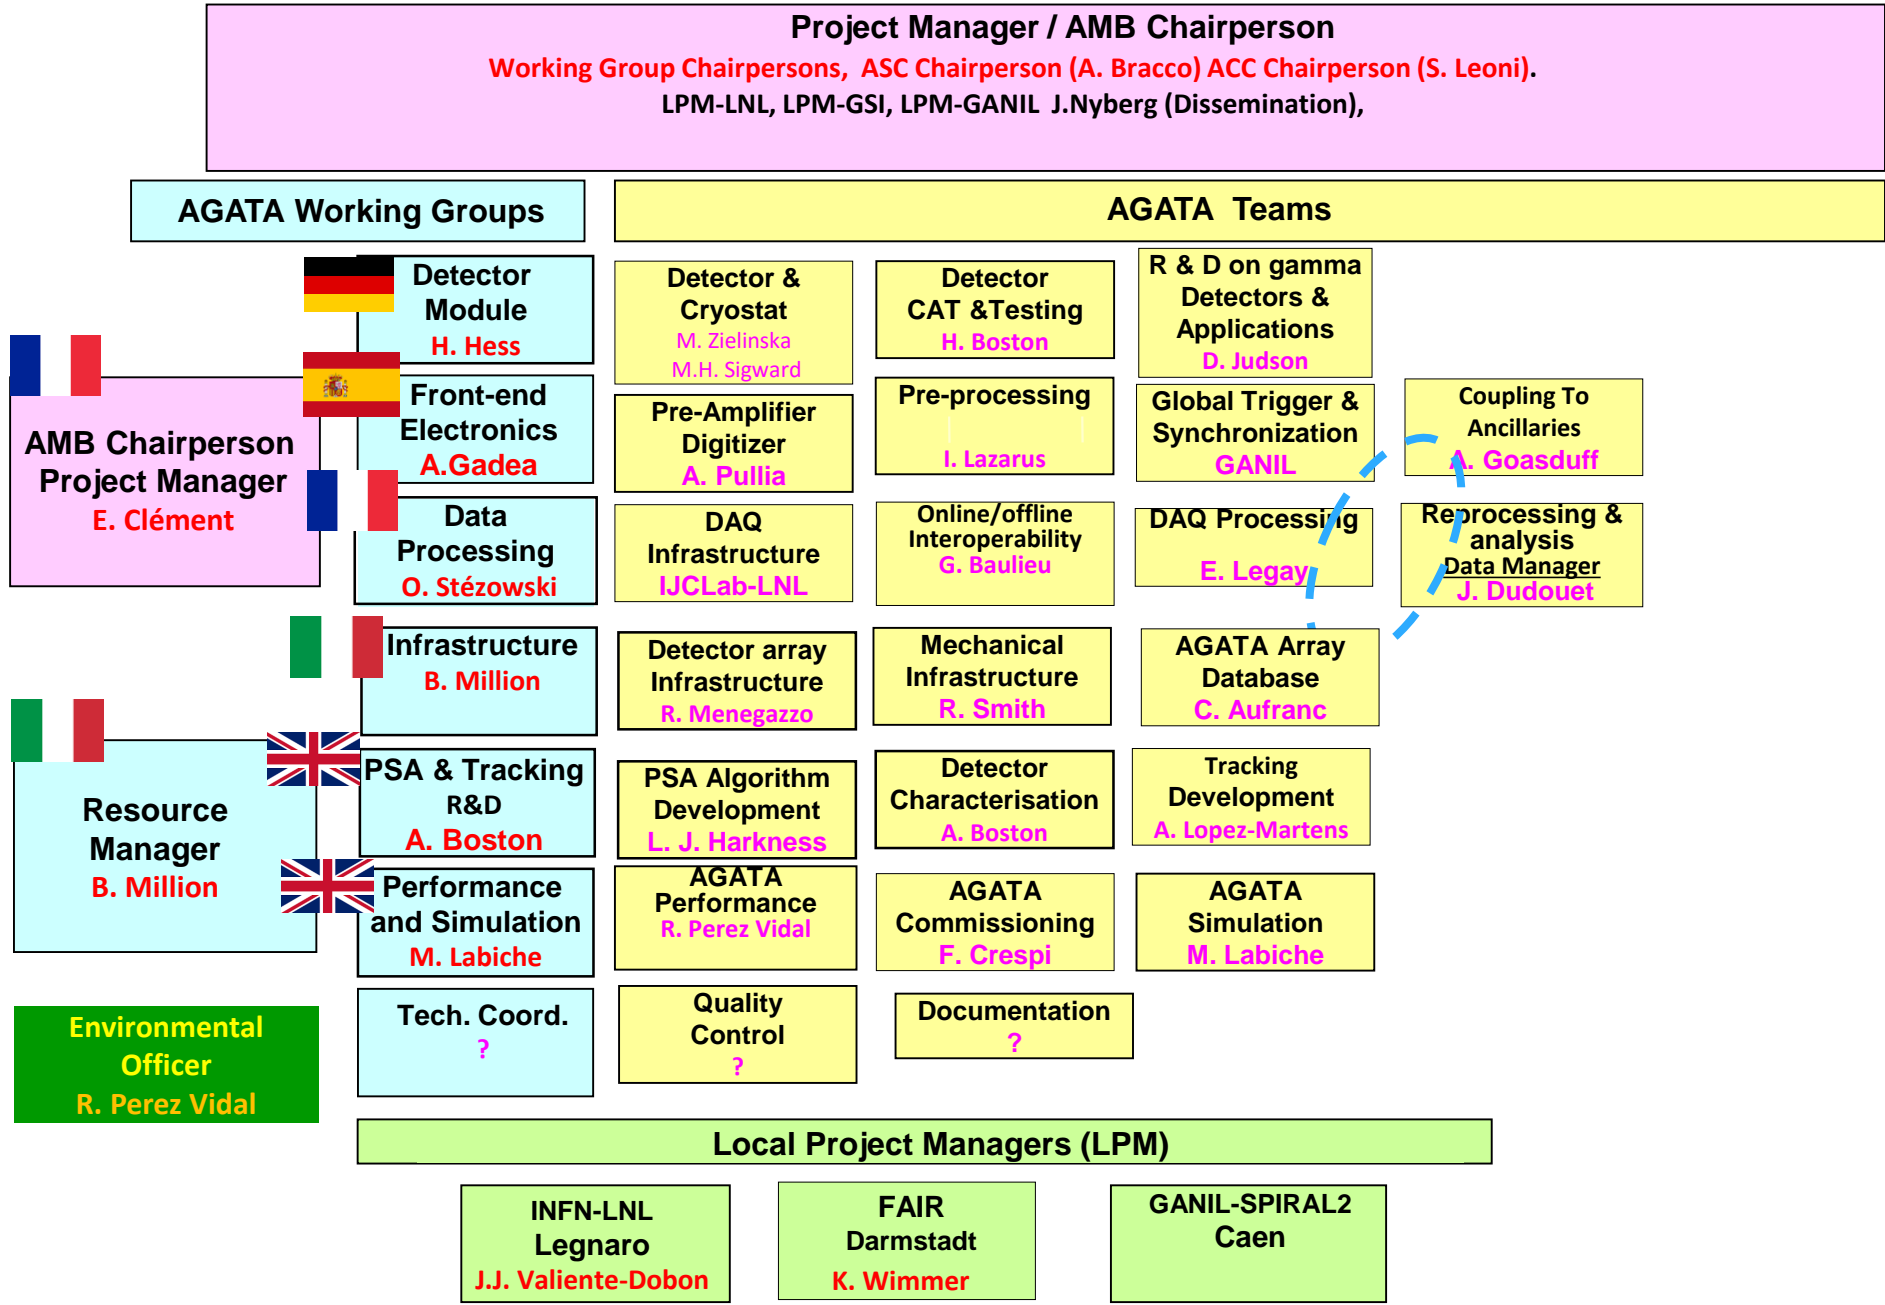 Project Manager / AMB Chairperson
Working Group Chairpersons, ASC Chairperson (A. Bracco) ACC Chairperson (S. Leoni).
LPM-LNL, LPM-GSI, LPM-GANIL J.Nyberg (Dissemination),
AGATA Working Groups
AGATA Teams
AMB Chairperson
Project Manager
E. Clément
Resource
Manager
B. Million
Environmental
Officer
R. Perez Vidal
Detector
Module
H. Hess
Detector &
Cryostat
M. Zielinska
M.H. Sigward
Detector
CAT &Testing
H. Boston
R & D on gamma
Detectors &
Applications
D. Judson
Front-end
Electronics
A.Gadea
Pre-Amplifier
Digitizer
A. Pullia
Pre-processing
I. Lazarus
Global Trigger &
Synchronization
GANIL
Coupling To
Ancillaries
A. Goasduff
Data
Processing
O. Stézowski
DAQ
Infrastructure
IJCLab-LNL
Online/offline
Interoperability
G. Baulieu
DAQ Processing
E. Legay
Reprocessing &
analysis
Data Manager
J. Dudouet
Infrastructure
B. Million
Detector array
Infrastructure
R. Menegazzo
Mechanical
Infrastructure
R. Smith
AGATA Array
Database
C. Aufranc
PSA & Tracking
R&D
A. Boston
PSA Algorithm
Development
L. J. Harkness
Detector
Characterisation
A. Boston
Tracking
Development
A. Lopez-Martens
Performance
and Simulation
M. Labiche
AGATA
Performance
R. Perez Vidal
AGATA
Commissioning
F. Crespi
AGATA
Simulation
M. Labiche
Tech. Coord.
?
Quality
Control
?
Documentation
?
Local Project Managers (LPM)
INFN-LNL
Legnaro
J.J. Valiente-Dobon
FAIR
Darmstadt
K. Wimmer
GANIL-SPIRAL2
Caen